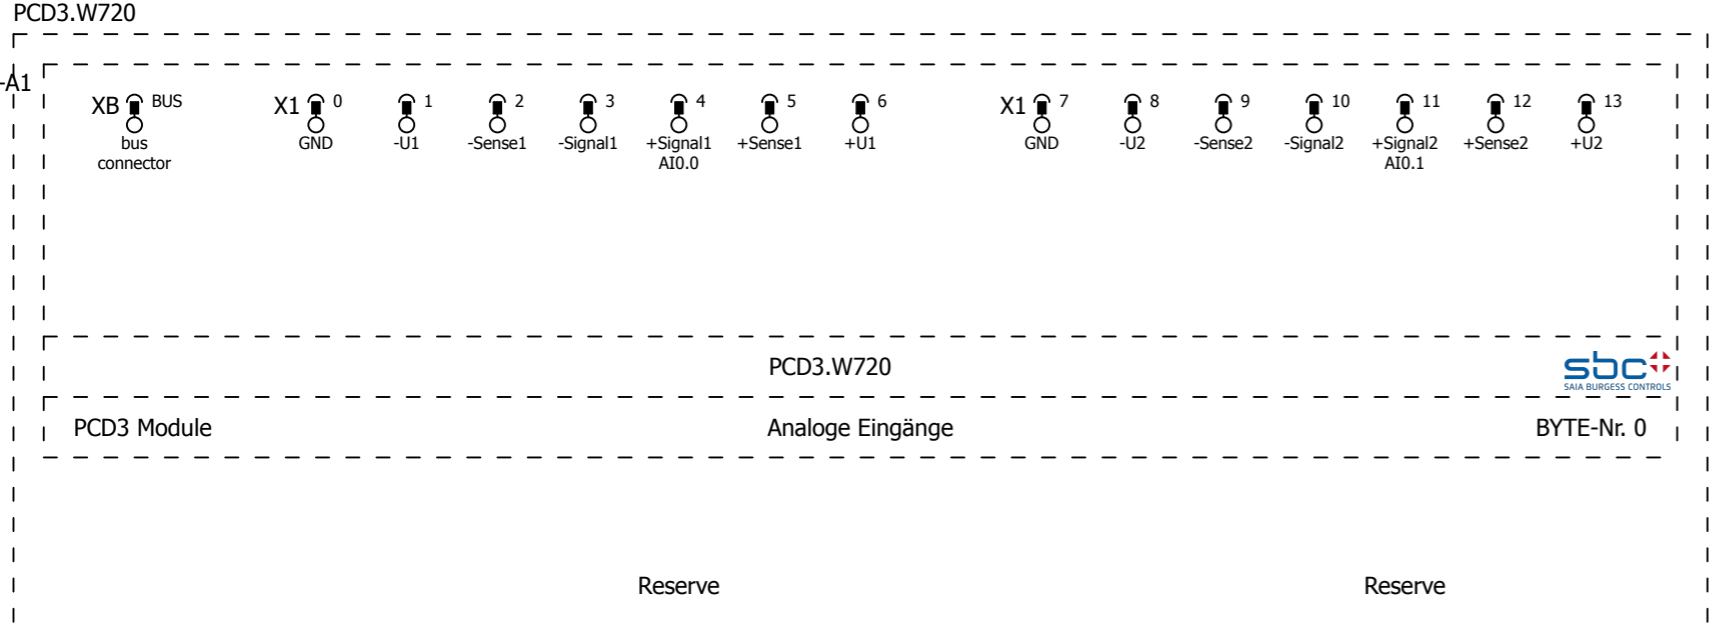 PCD3.W720
-A1
XB BUS X1 0 1 2 3 4 5 6 X1 7 8 9 10 11 12 13
bus GND -U1 -Sense1 -Signal1 +Signal1 +Sense1 +U1 GND -U2 -Sense2 -Signal2 +Signal2 +Sense2 +U2
connector AI0.0 AI0.1
PCD3.W720 sbc
SAIA BURGESS CONTROLS
PCD3 Module Analoge Eingänge BYTE-Nr. 0
Reserve Reserve